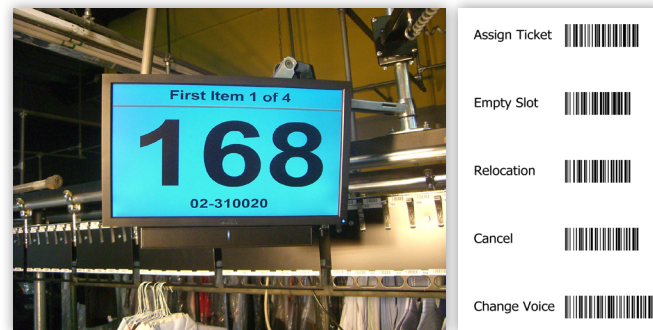 First Item 1 of 4
168
02-310020
Assign Ticket
Empty Slot
Relocation
Cancel
Change Voice